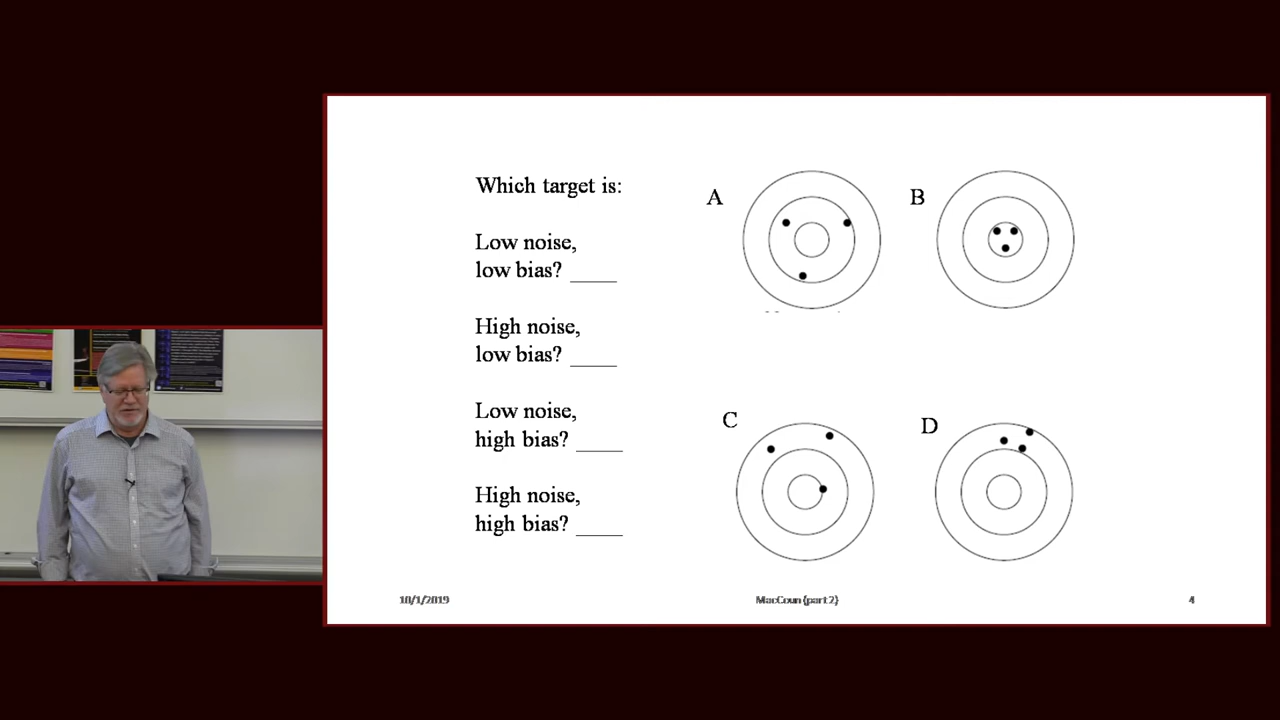 Which target is:
Low noise,
low bias? ____
High noise,
low bias? ____
Low noise,
high bias? ____
High noise,
high bias? ____
A
B
C
D
10/1/2019
MacCoun (part 2)
4